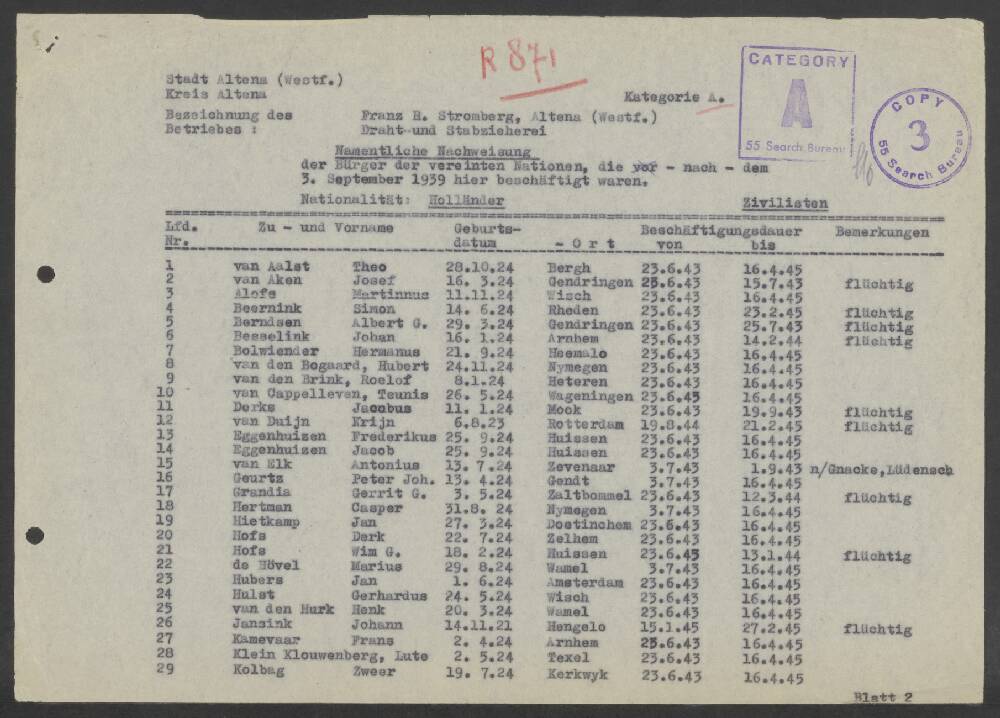 R 871
Stadt Altena (Westf.)
Kreis Altena
Kategorie A.
CATEGORY
A
55 Search Bureau
COPY
3
55 Search Bureau
Bezeichnung des Franz R. Stromberg, Altena (Westf.)
Betriebes : Draht-und Stabzieherei
Namentliche Nachweisung
der Bürger der vereinten Nationen, die vor - nach - dem
3. September 1939 hier beschäftigt waren.
Nationalität: Holländer Zivilisten
Lfd. Zu - und Vorname Geburts- Beschäftigungsdauer Bemerkungen
Nr. datum - O r t von bis
1 van Aalst Theo 28.10.24 Bergh 23.6.43 16.4.45
2 van Aken Josef 16. 3.24 Gendringen 25.6.43 15.7.43 flüchtig
3 Alofs Martinnus 11.11.24 Wisch 23.6.43 16.4.45
4 Beernink Simon 14. 6.24 Rheden 23.6.43 23.2.45 flüchtig
5 Berndsen Albert G. 29. 3.24 Gendringen 23.6.43 25.7.43 flüchtig
6 Besselink Johan 16. 1.24 Arnhem 23.6.43 14.2.44 flüchtig
7 Bolwiender Hermanus 21. 9.24 Heemalo 23.6.43 16.4.45
8 van den Bogaard, Hubert 24.11.24 Nymegen 23.6.43 16.4.45
9 van den Brink, Roelof 8.1.24 Heteren 23.6.43 16.4.45
10 van Cappelleven, Teunis 26. 5.24 Wageningen 23.6.45 16.4.45
11 Derks Jacobus 11. 1.24 Mook 23.6.43 19.9.43 flüchtig
12 van Duijn Krijn 6.8.23 Rotterdam 19.8.44 21.2.45 flüchtig
13 Eggenhuizen Frederikus 25. 9.24 Huissen 23.6.43 16.4.45
14 Eggenhuizen Jacob 25. 9.24 Huissen 23.6.43 16.4.45
15 van Elk Antonius 13. 7.24 Zevenaar 3.7.43 1.9.43 n/Gnacke,Lüdensch
16 Geurts Peter Joh. 13. 4.24 Gendt 3.7.43 16.4.45
17 Grandia Gerrit G. 3. 5.24 Zaltbommel 23.6.43 12.3.44 flüchtig
18 Hartman Casper 31.8. 24 Nymegen 3.7.43 16.4.45
19 Hietkamp Jan 27. 3.24 Doetinchem 23.6.43 16.4.45
20 Hofs Derk 22. 7.24 Zelhem 23.6.43 16.4.45
21 Hofs Wim G. 18. 2.24 Huissen 23.6.45 13.1.44 flüchtig
22 de Hövel Marius 29. 8.24 Wamel 3.7.43 16.4.45
23 Hubers Jan 1. 6.24 Amsterdam 23.6.43 16.4.45
24 Hulst Gerhardus 24. 5.24 Wisch 23.6.43 16.4.45
25 van den Hurk Henk 20. 3.24 Wamel 23.6.43 16.4.45
26 Jansink Johann 14.11.21 Hengelo 15.1.45 27.2.45 flüchtig
27 Kamevaar Frans 2. 4.24 Arnhem 23.6.43 16.4.45
28 Klein Klouwenberg, Lute 2. 5.24 Texel 23.6.43 16.4.45
29 Kolbag Zweer 19. 7.24 Kerkwyk 23.6.43 16.4.45
Blatt 2